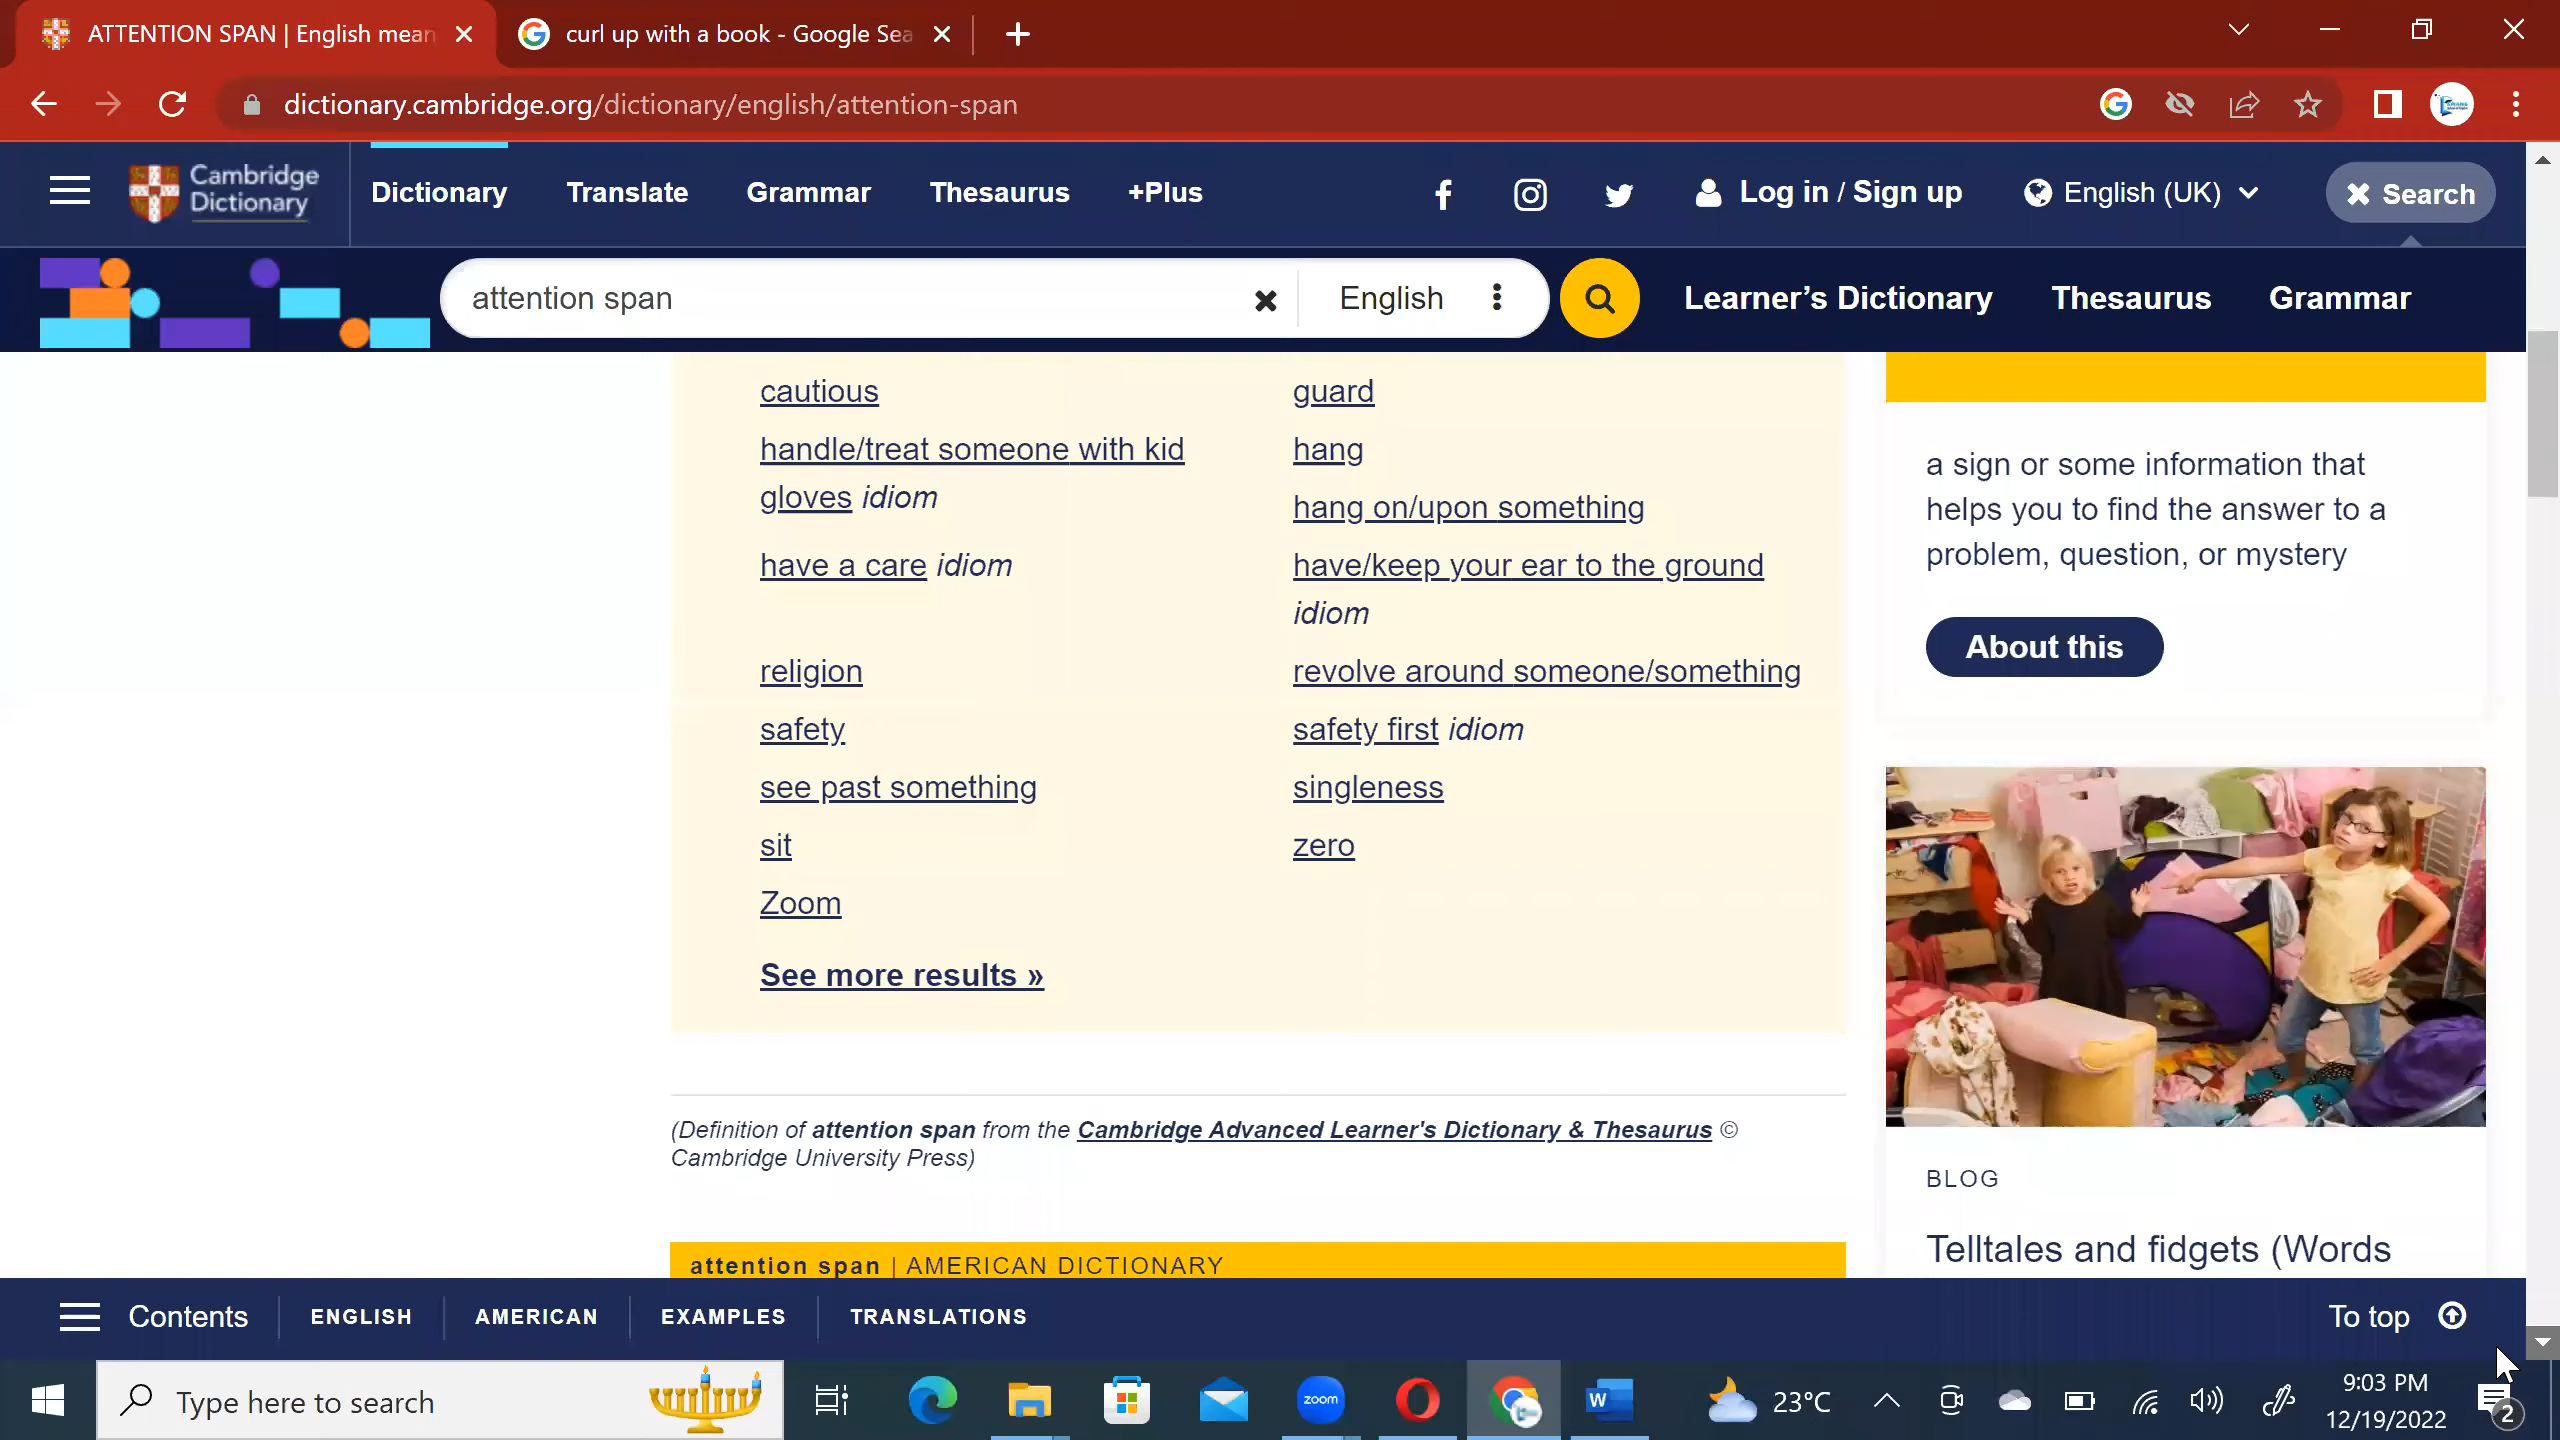 ATTENTION SPAN | English mean
curl up with a book - Google Sea
dictionary.cambridge.org/dictionary/english/attention-span
Cambridge
Dictionary
Dictionary
Translate
Grammar
Thesaurus
+Plus
Log in / Sign up
English (UK)
Search
attention span
English
Learner’s Dictionary
Thesaurus
Grammar
cautious
guard
handle/treat someone with kid
gloves idiom
hang
hang on/upon something
have a care idiom
have/keep your ear to the ground
idiom
religion
revolve around someone/something
safety
safety first idiom
see past something
singleness
sit
zero
Zoom
See more results »
(Definition of attention span from the Cambridge Advanced Learner's Dictionary & Thesaurus ©
Cambridge University Press)
attention span | AMERICAN DICTIONARY
a sign or some information that
helps you to find the answer to a
problem, question, or mystery
About this
BLOG
Telltales and fidgets (Words
Contents
ENGLISH
AMERICAN
EXAMPLES
TRANSLATIONS
To top
Type here to search
zoom
W
23°C
9:03 PM
12/19/2022
2